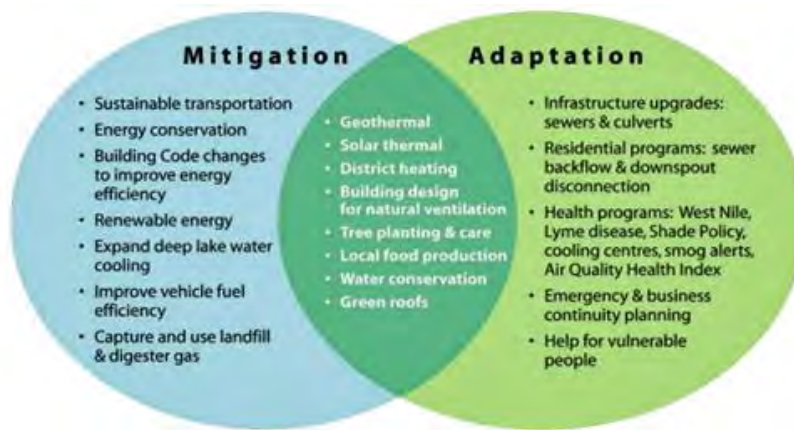 Mitigation
• Sustainable transportation
• Energy conservation
• Building Code changes
to improve energy
efficiency
• Renewable energy
• Expand deep lake water
cooling
• Improve vehicle fuel
efficiency
• Capture and use landfill
& digester gas
• Geothermal
• Solar thermal
• District heating
• Building design
for natural ventilation
• Tree planting & care
• Local food production
• Water conservation
• Green roofs
Adaptation
• Infrastructure upgrades:
sewers & culverts
• Residential programs: sewer
backflow & downspout
disconnection
• Health programs: West Nile,
Lyme disease, Shade Policy,
cooling centres, smog alerts,
Air Quality Health Index
• Emergency & business
continuity planning
• Help for vulnerable
people